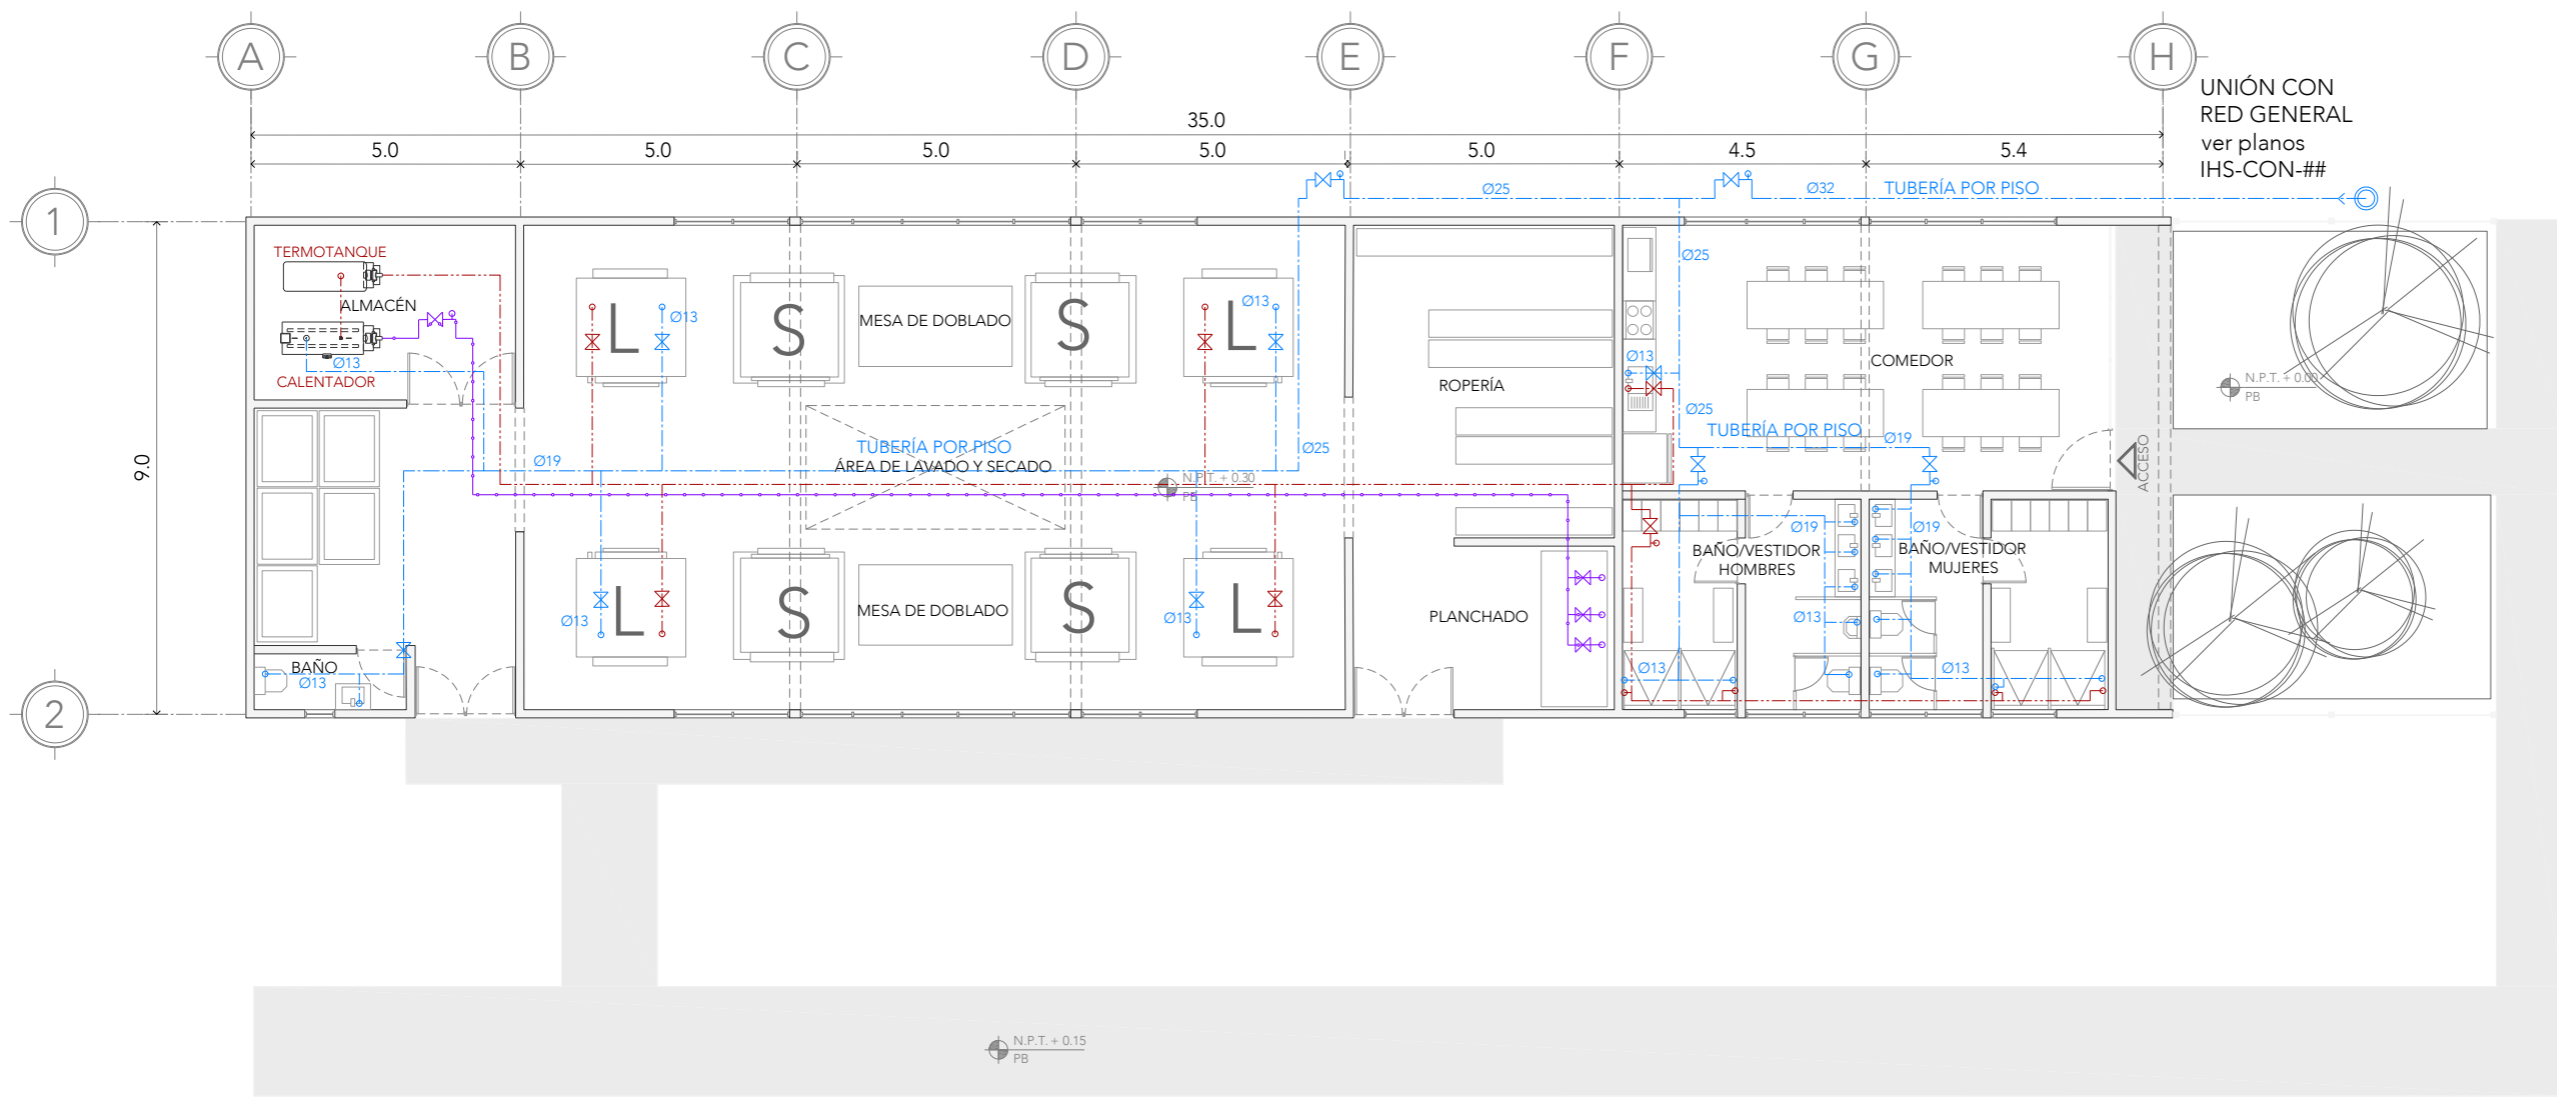 A
B
C
D
E
F
G
H
UNIÓN CON
RED GENERAL
ver planos
IHS-CON-##
35.0
5.0
5.0
5.0
5.0
5.0
4.5
5.4
Ø25
Ø32
TUBERÍA POR PISO
1
TERMOTANQUE
ALMACÉN
Ø13
CALENTADOR
L
Ø13
S
MESA DE DOBLADO
S
Ø13
L
ROPERÍA
Ø25
Ø13
COMEDOR
N.P.T. + 0.00
PB
9.0
Ø19
TUBERÍA POR PISO
ÁREA DE LAVADO Y SECADO
Ø25
N.P.T. + 0.30
PB
Ø25
TUBERÍA POR PISO
Ø19
ACCESO
Ø19
Ø19
BAÑO/VESTIDOR
HOMBRES
BAÑO/VESTIDOR
MUJERES
Ø13
L
S
MESA DE DOBLADO
S
Ø13
L
PLANCHADO
Ø13
BAÑO
Ø13
Ø13
Ø13
2
N.P.T. + 0.15
PB